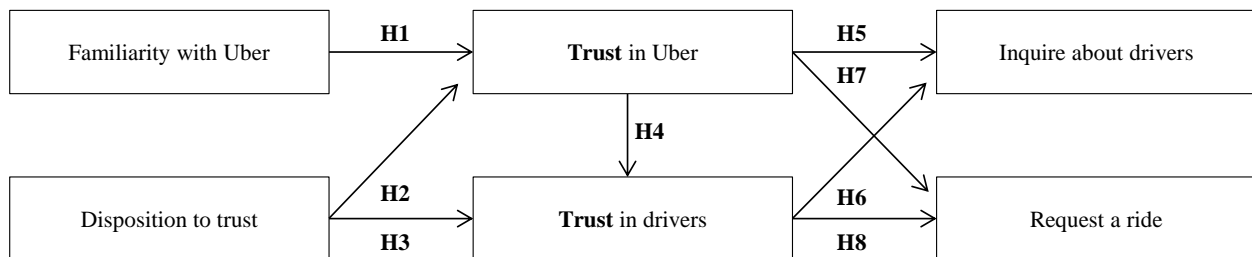 Familiarity with Uber
H1
Trust in Uber
H5
Inquire about drivers
H7
H4
Disposition to trust
H2
H3
Trust in drivers
H6
H8
Request a ride